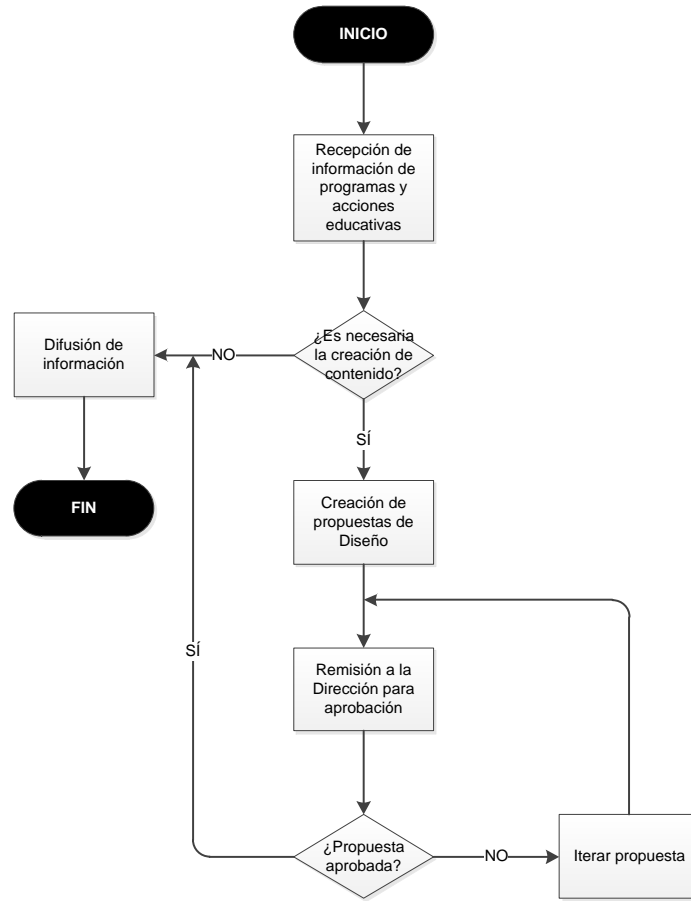 INICIO
Recepción de
información de
programas y
acciones
educativas
¿Es necesaria
la creación de
contenido?
NO
Difusión de
información
FIN
SÍ
Creación de
propuestas de
Diseño
Remisión a la
Dirección para
aprobación
¿Propuesta
aprobada?
SÍ
NO
Iterar propuesta